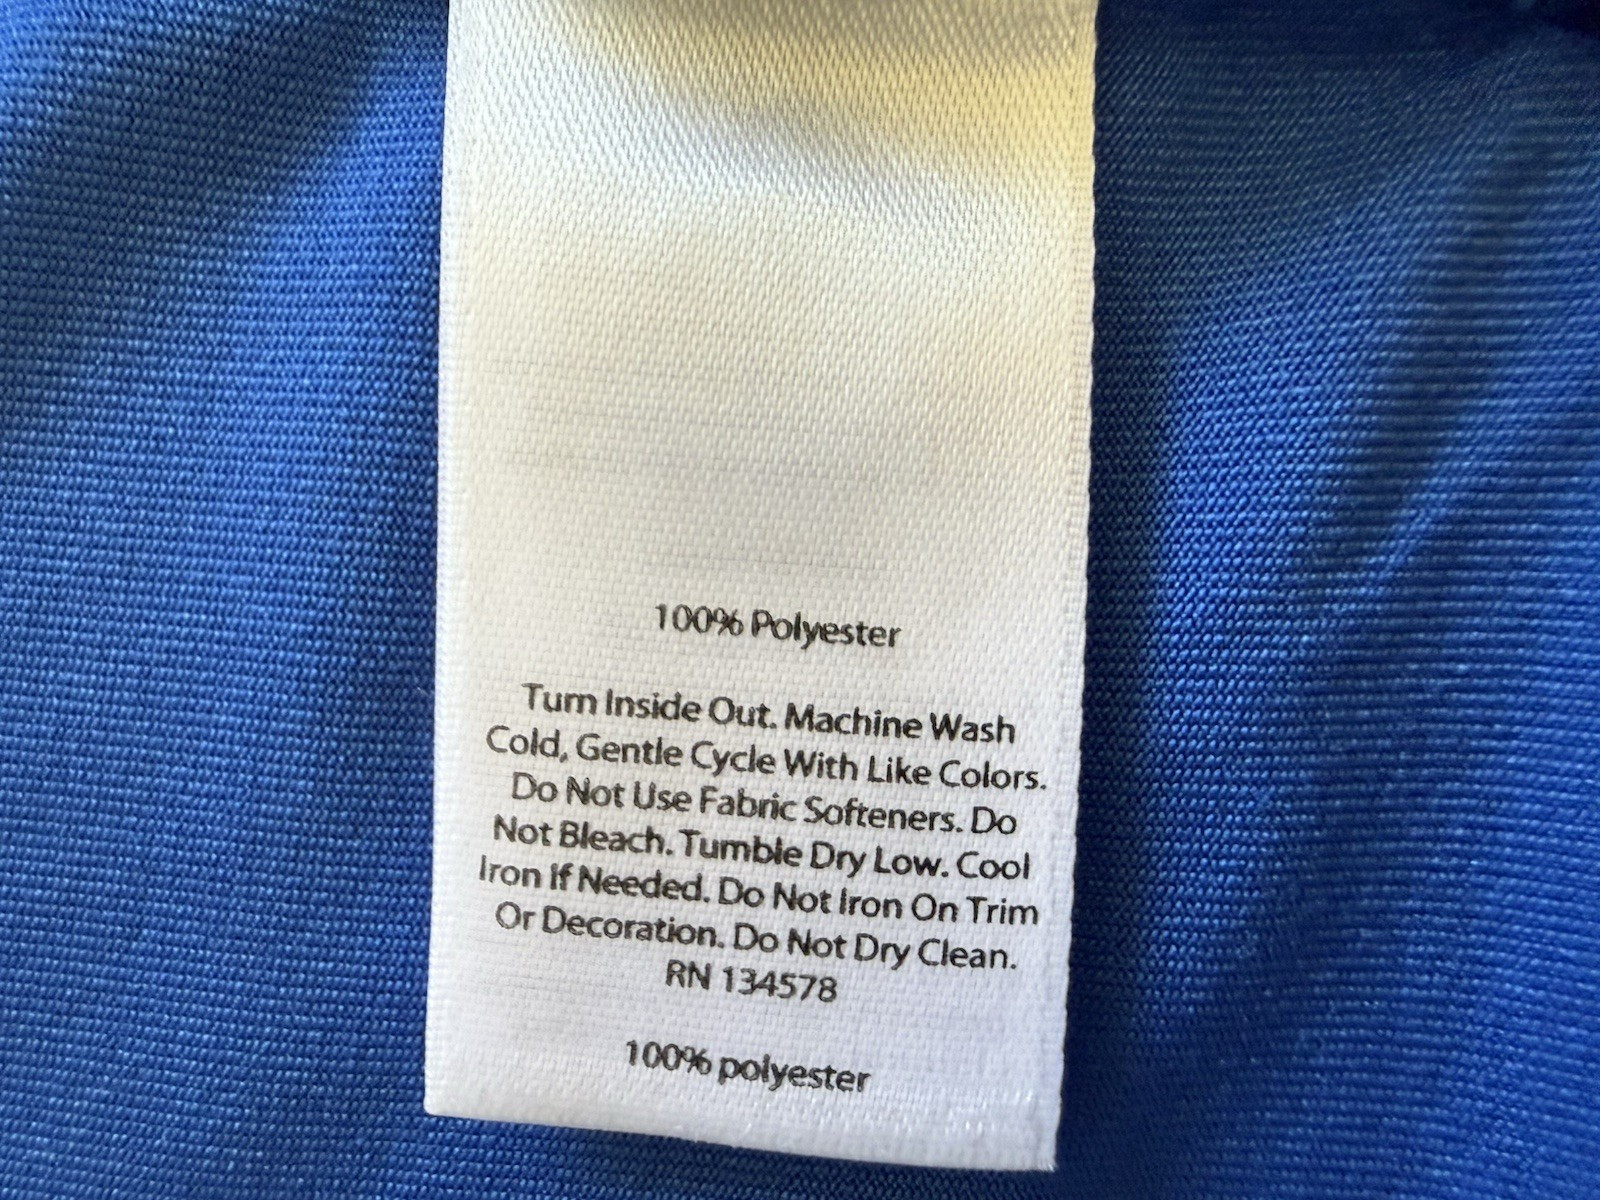 100% Polyester
Turn Inside Out. Machine Wash
Cold, Gentle Cycle With Like Colors.
Do Not Use Fabric Softeners. Do
Not Bleach. Tumble Dry Low. Cool
Iron If Needed. Do Not Iron On Trim
Or Decoration. Do Not Dry Clean.
RN 134578
100% polyester